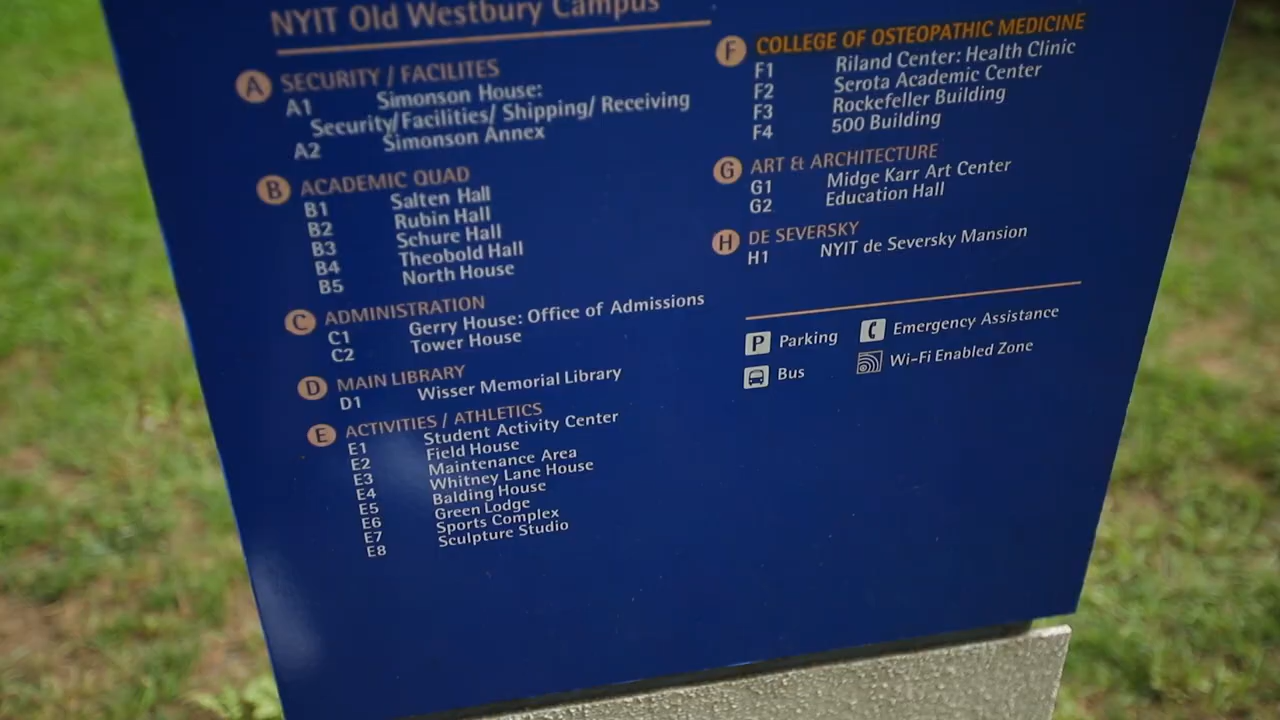 NYIT Old Westbury Campus
A SECURITY / FACILITES
A1 Simonson House:
Security/Facilities/ Shipping/ Receiving
A2 Simonson Annex
B ACADEMIC QUAD
B1 Salten Hall
B2 Rubin Hall
B3 Schure Hall
B4 Theobold Hall
B5 North House
C ADMINISTRATION
C1 Gerry House: Office of Admissions
C2 Tower House
D MAIN LIBRARY
D1 Wisser Memorial Library
E ACTIVITIES / ATHLETICS
E1 Student Activity Center
E2 Field House
E3 Maintenance Area
E4 Whitney Lane House
E5 Balding House
E6 Green Lodge
E7 Sports Complex
E8 Sculpture Studio
F COLLEGE OF OSTEOPATHIC MEDICINE
F1 Riland Center: Health Clinic
F2 Serota Academic Center
F3 Rockefeller Building
F4 500 Building
G ART & ARCHITECTURE
G1 Midge Karr Art Center
G2 Education Hall
H DE SEVERSKY
H1 NYIT de Seversky Mansion
P Parking
Emergency Assistance
Bus
Wi-Fi Enabled Zone